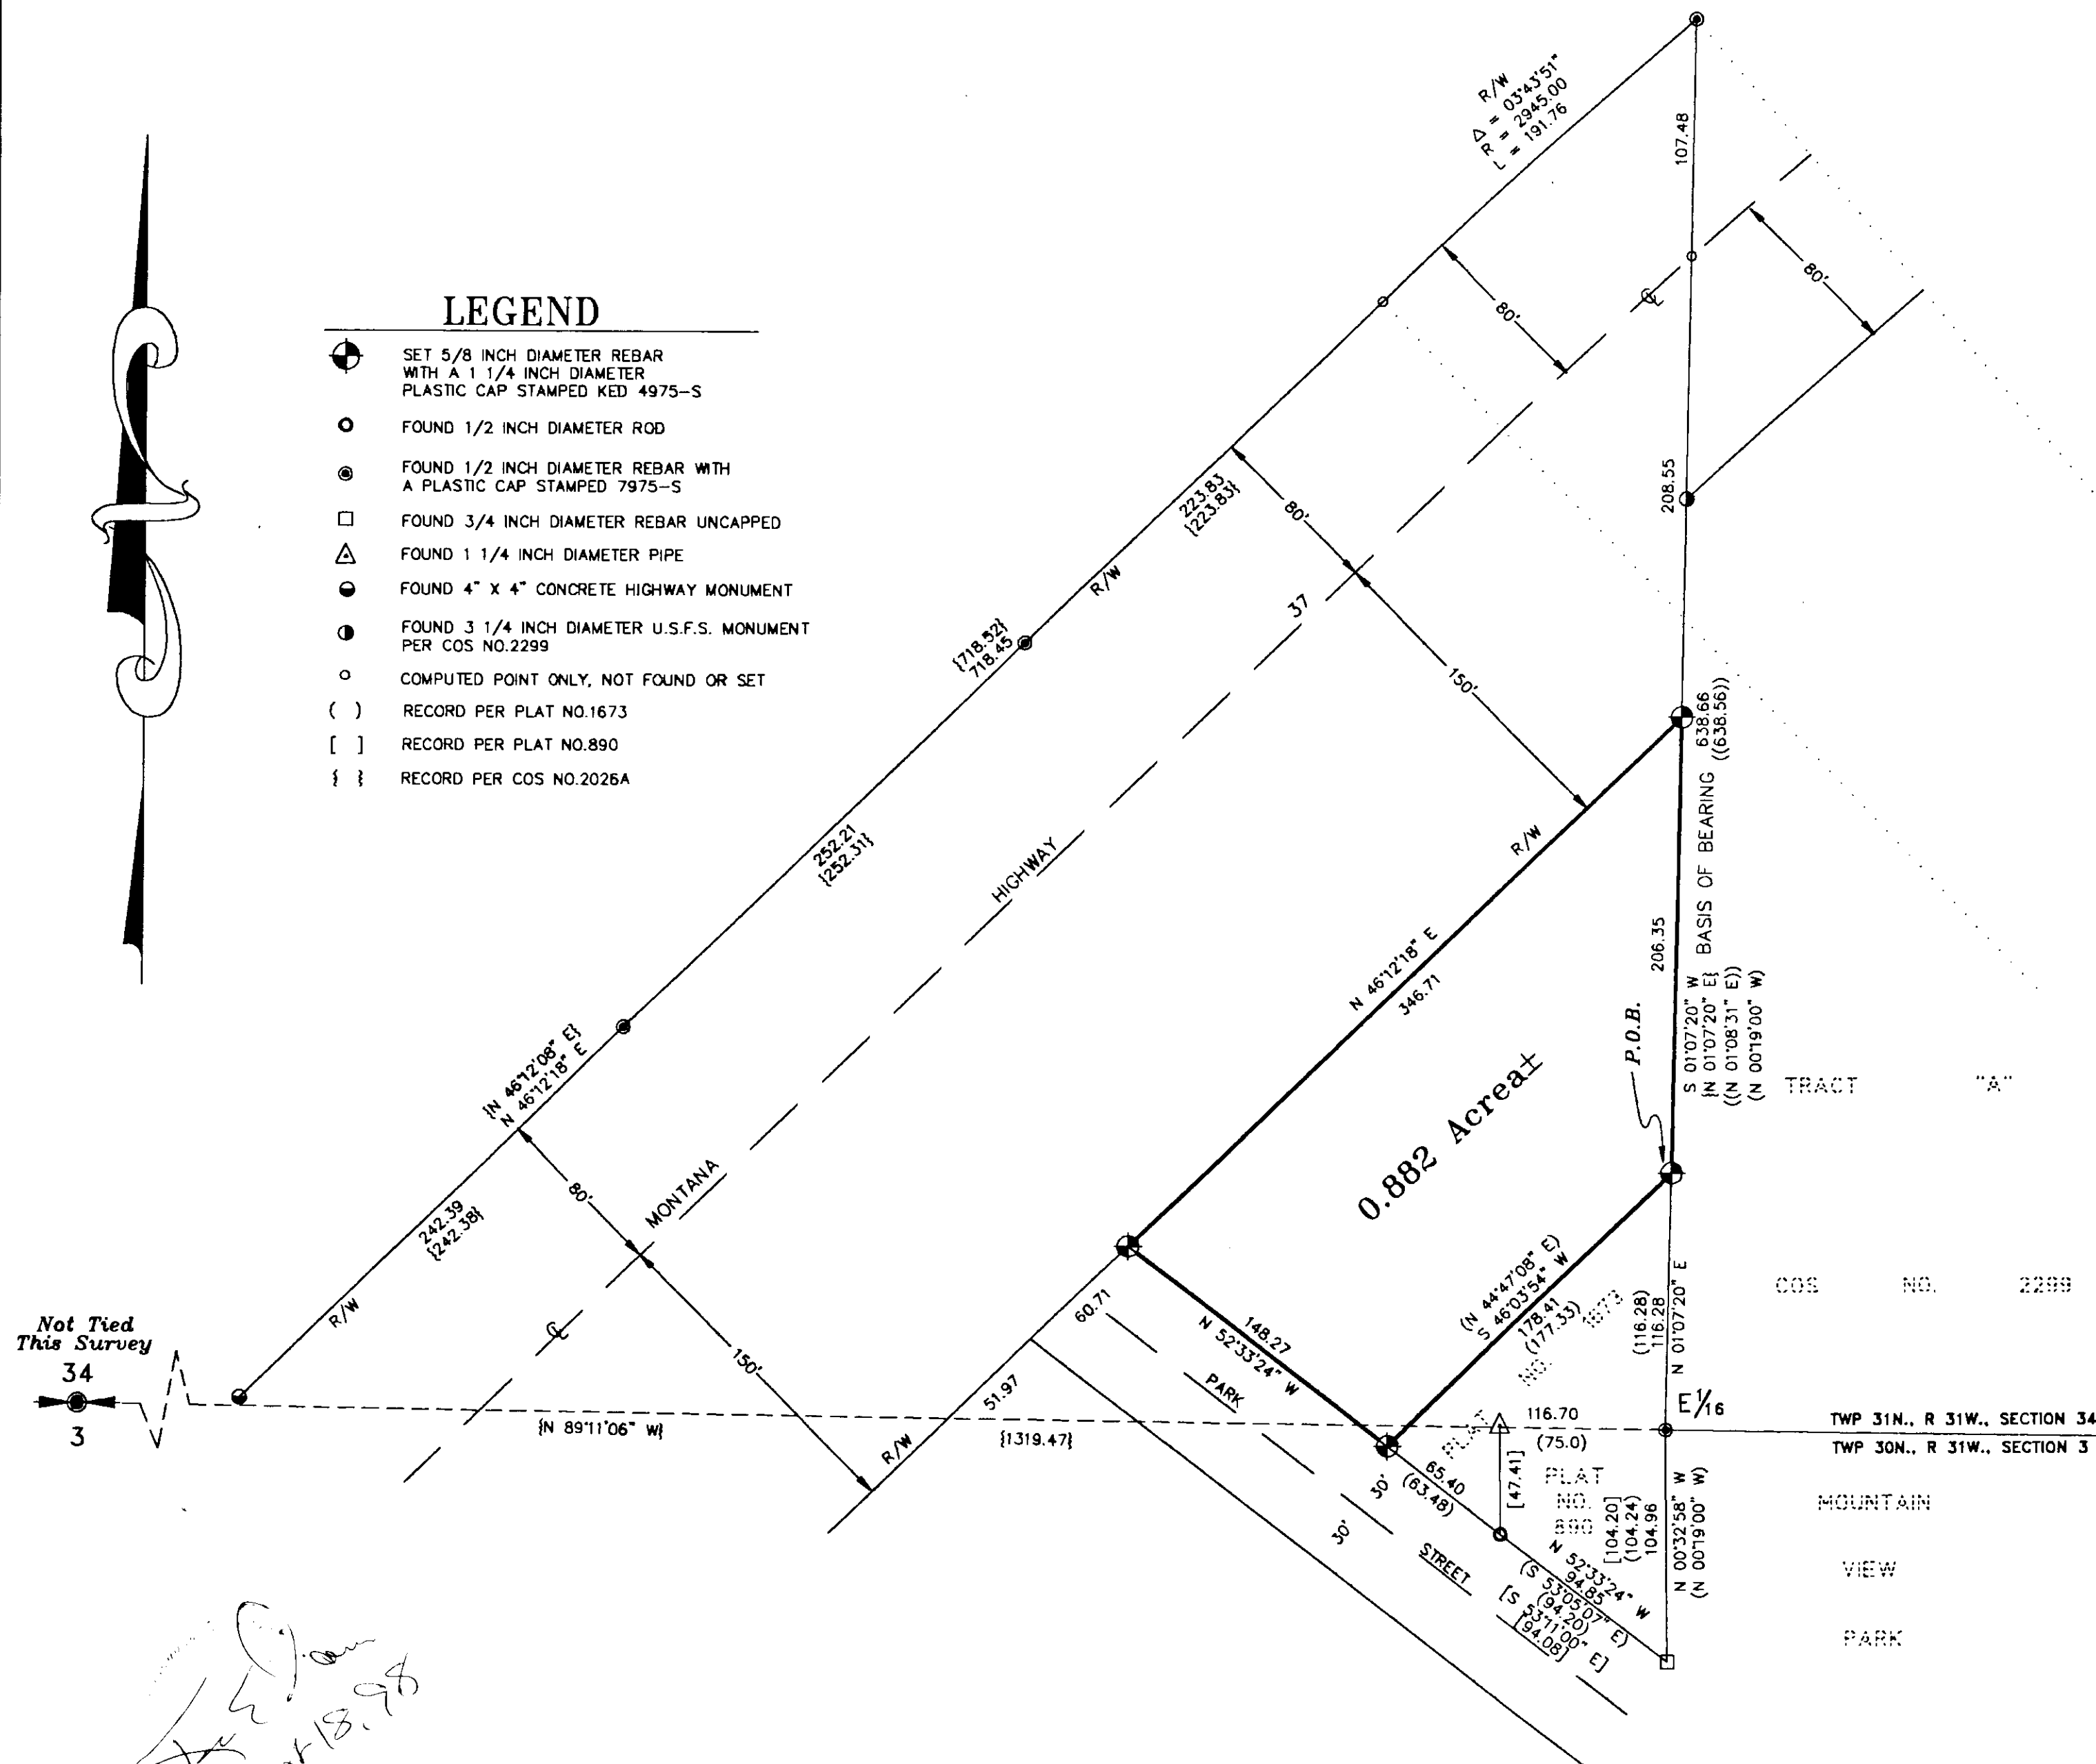 LEGEND
SET 5/8 INCH DIAMETER REBAR
WITH A 1 1/4 INCH DIAMETER
PLASTIC CAP STAMPED KED 4975-S
FOUND 1/2 INCH DIAMETER ROD
FOUND 1/2 INCH DIAMETER REBAR WITH
A PLASTIC CAP STAMPED 7975-S
FOUND 3/4 INCH DIAMETER REBAR UNCAPPED
FOUND 1 1/4 INCH DIAMETER PIPE
FOUND 4" X 4" CONCRETE HIGHWAY MONUMENT
FOUND 3 1/4 INCH DIAMETER U.S.F.S. MONUMENT
PER COS NO.2299
COMPUTED POINT ONLY, NOT FOUND OR SET
( ) RECORD PER PLAT NO.1673
[ ] RECORD PER PLAT NO.890
{ } RECORD PER COS NO.2026A
R/W
Δ = 03°43'51"
R = 2945.00
L = 191.76
107.48
80'
80'
℄
208.55
223.83
{223.83}
80'
R/W
37
{718.52}
718.45
150'
638.66
((638.56))
BASIS OF BEARING
252.21
{252.31}
HIGHWAY
R/W
N 46°12'18" E
346.71
206.35
S 01°07'20" W
{N 01°07'20" E}
((N 01°08'31" E))
(N 00°19'00" W)
P.O.B.
TRACT "A"
0.882 Acrea±
{N 46°12'08" E}
N 46°12'18" E
80'
MONTANA
242.39
{242.38}
R/W
℄
150'
60.71
148.27
N 52°33'24" W
(N 44°47'08" E)
S 46°03'54" W
178.41
(177.33)
PLAT NO. 1673
(116.28)
116.28
N 01°07'20" E
COS NO. 2299
Not Tied
This Survey
34
3
{N 89°11'06" W}
51.97
{1319.47}
R/W
PARK
116.70
(75.0)
E 1/16
TWP 31N., R 31W., SECTION 34
TWP 30N., R 31W., SECTION 3
30'
30'
65.40
(63.48)
[47.41]
PLAT
NO.
890
[104.20]
(104.24)
104.96
N 00°32'58" W
(N 00°19'00" W)
MOUNTAIN
VIEW
PARK
STREET
N 52°33'24" W
94.85
(S 53°05'07" E)
(94.20)
[S 53°11'00" E]
[94.08]
18, 98